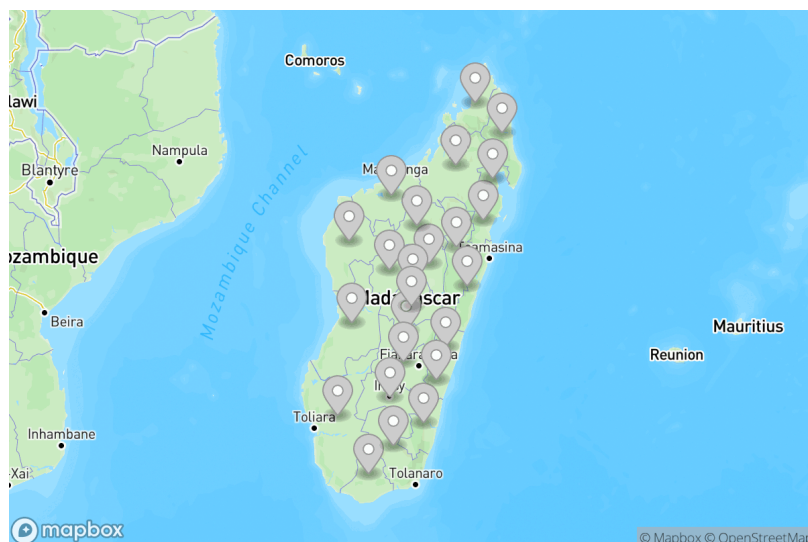 Comoros
lawi
Nampula
Blantyre
Mozambique Channel
ozambique
Beira
Mauritius
Reunion
Toliara
Inhambane
-Xai
Tolanaro
mapbox
© Mapbox © OpenStreetMap